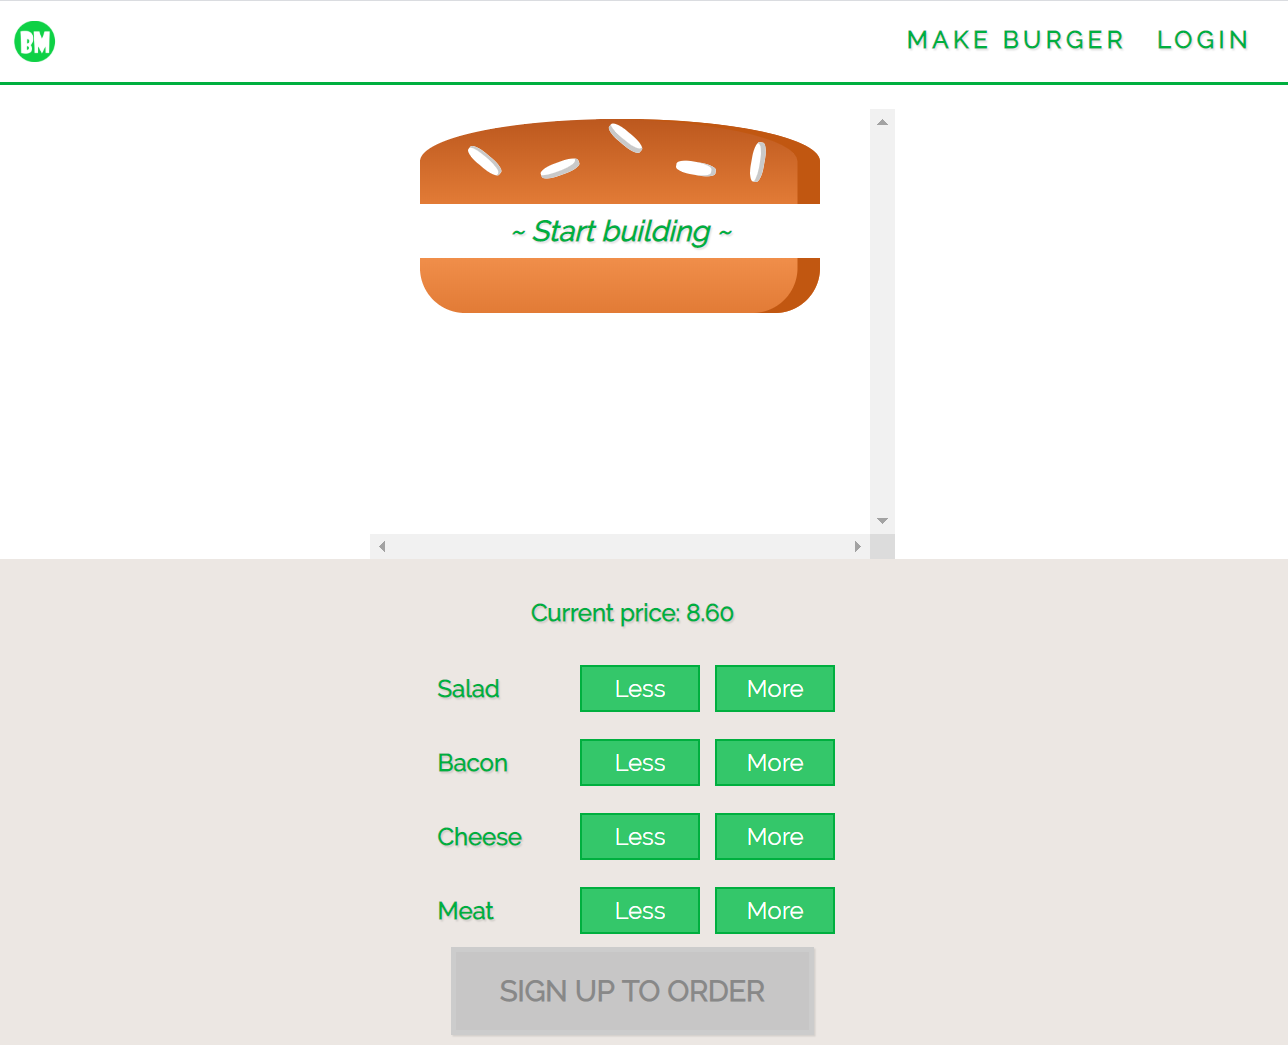 BM
MAKE BURGER LOGIN
~ Start building ~
Current price: 8.60
Salad Less More
Bacon Less More
Cheese Less More
Meat Less More
SIGN UP TO ORDER